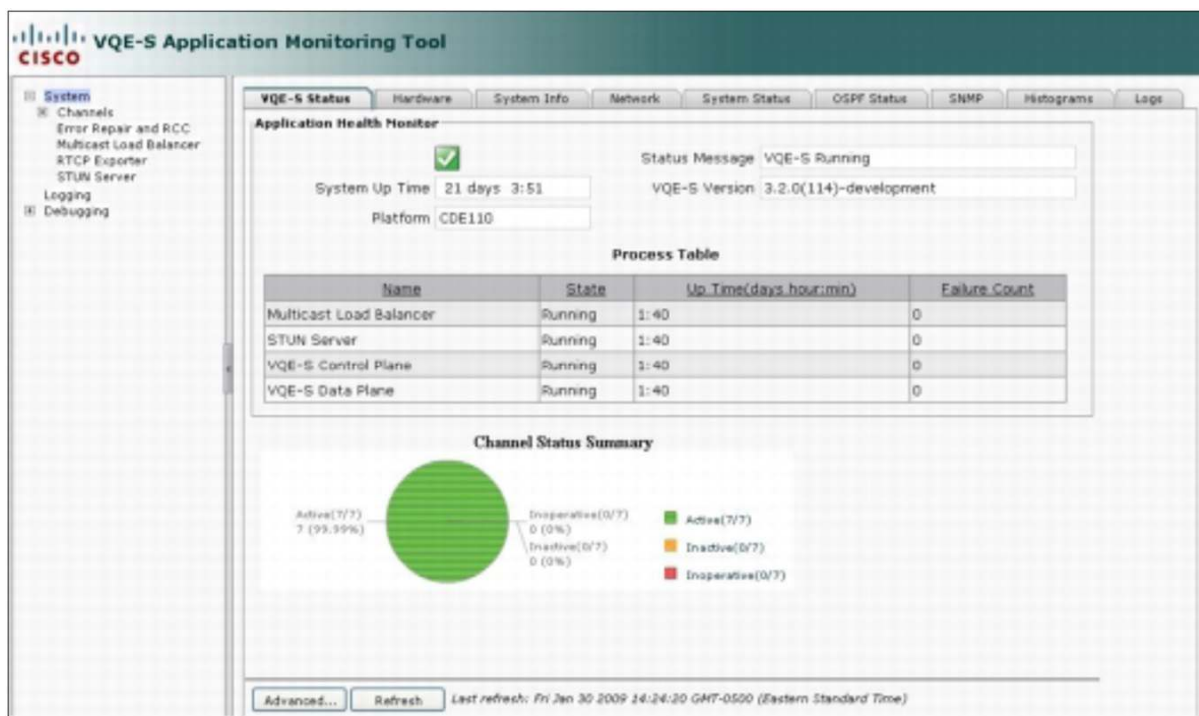 CISCO
VQE-S Application Monitoring Tool
System
Channels
Error Repair and RCC
Multicast Load Balancer
RTCP Exporter
STUN Server
Logging
Debugging
VQE-S Status
Hardware
System Info
Network
System Status
OSPF Status
SNMP
Histograms
Logs
Application Health Monitor
Status Message VQE-S Running
System Up Time 21 days 3:51
VQE-S Version 3.2.0(114)-development
Platform CDE110
Process Table
Name State Up Time(days hour:min) Failure Count
Multicast Load Balancer Running 1:40 0
STUN Server Running 1:40 0
VQE-S Control Plane Running 1:40 0
VQE-S Data Plane Running 1:40 0
Channel Status Summary
Active(7/7)
7 (99.99%)
Inoperative(0/7)
0 (0%)
Inactive(0/7)
0 (0%)
Active(7/7)
Inactive(0/7)
Inoperative(0/7)
Advanced...
Refresh
Last refresh: Fri Jan 30 2009 14:24:20 GMT-0500 (Eastern Standard Time)